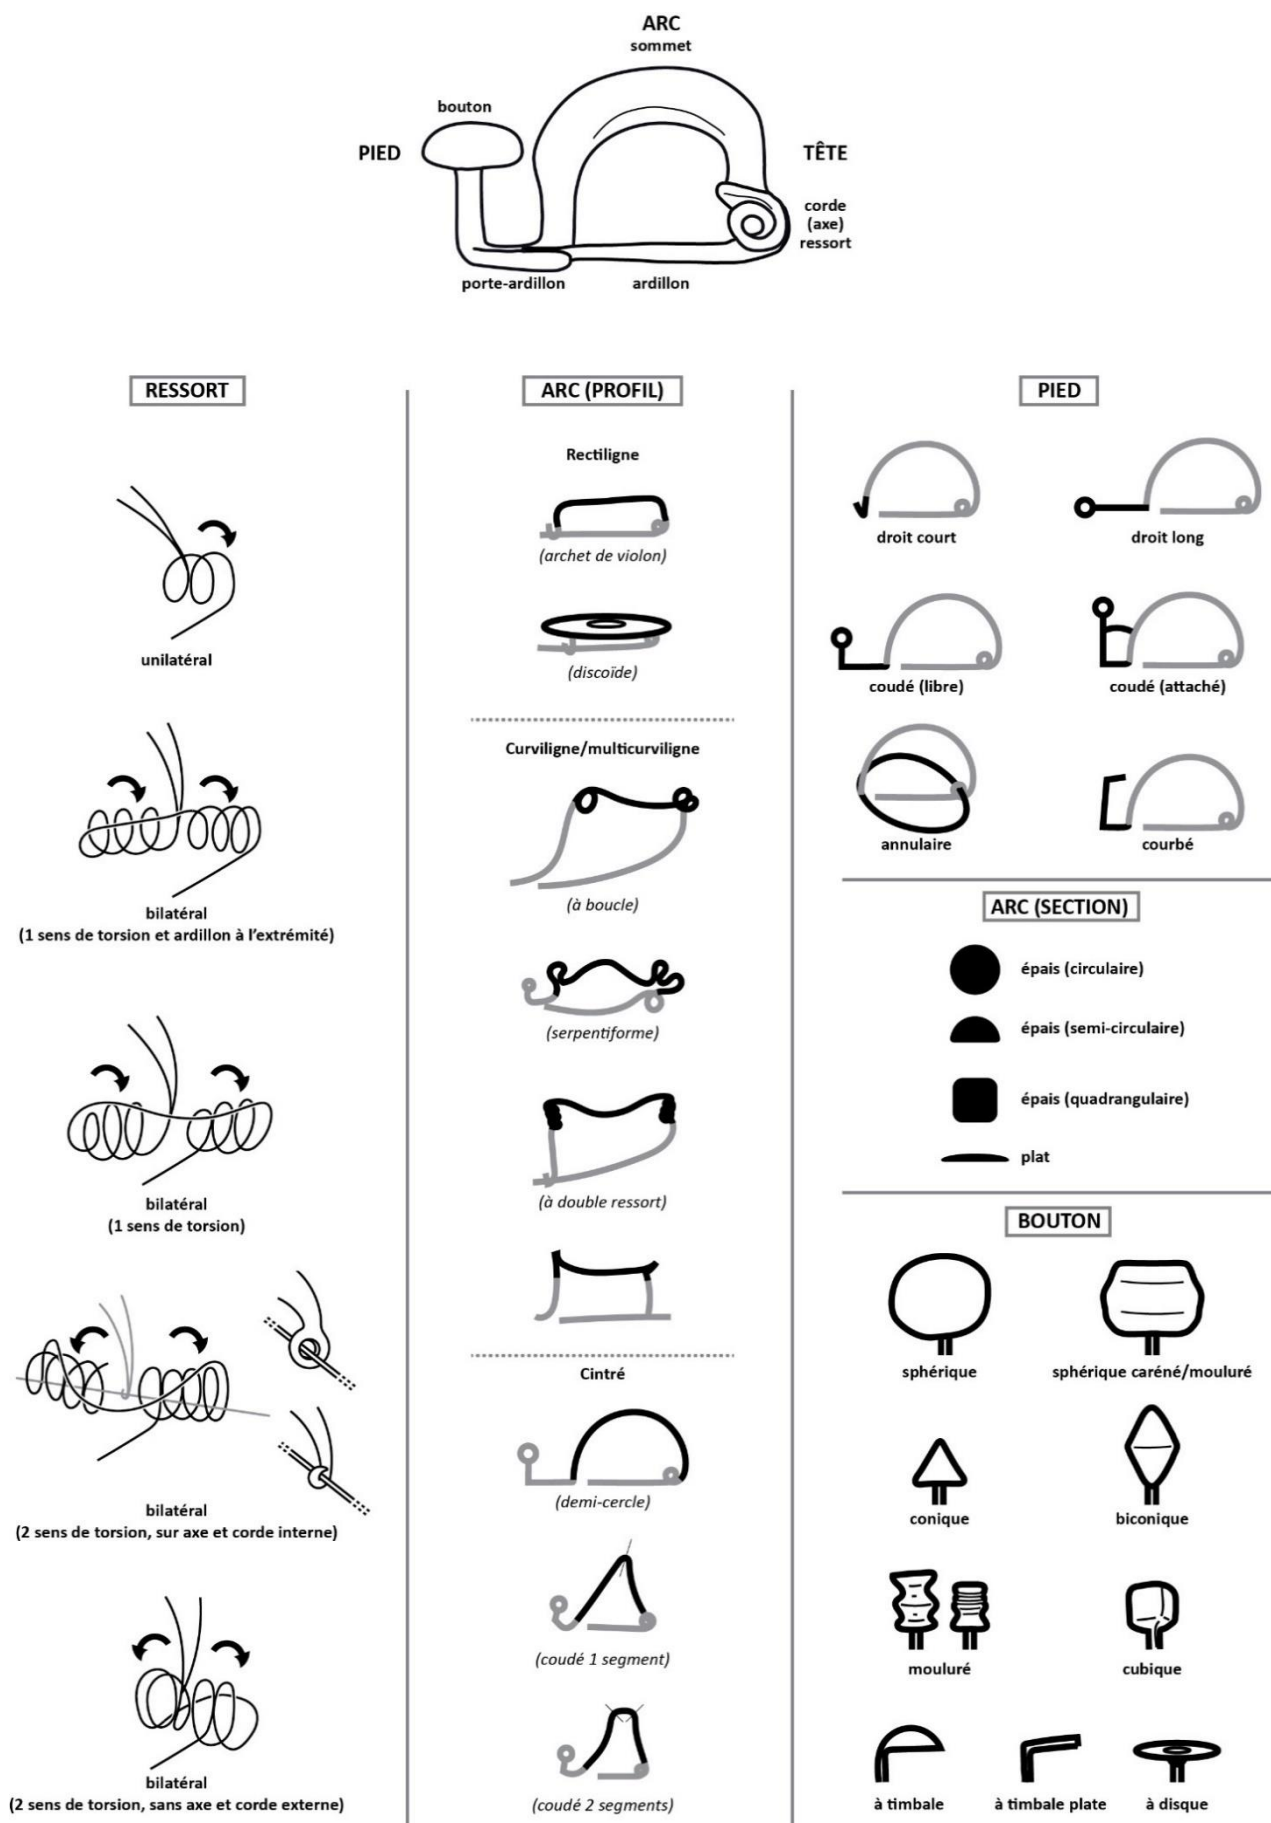 ARC
sommet
bouton
PIED
TÊTE
corde
(axe)
ressort
porte-ardillon
ardillon
RESSORT
unilatéral
bilatéral
(1 sens de torsion et ardillon à l'extrémité)
bilatéral
(1 sens de torsion)
bilatéral
(2 sens de torsion, sur axe et corde interne)
bilatéral
(2 sens de torsion, sans axe et corde externe)
ARC (PROFIL)
Rectiligne
(archet de violon)
(discoïde)
Curviligne/multicurviligne
(à boucle)
(serpentiforme)
(à double ressort)
Cintré
(demi-cercle)
(coudé 1 segment)
(coudé 2 segments)
PIED
droit court
droit long
coudé (libre)
coudé (attaché)
annulaire
courbé
ARC (SECTION)
épais (circulaire)
épais (semi-circulaire)
épais (quadrangulaire)
plat
BOUTON
sphérique
sphérique caréné/mouluré
conique
biconique
mouluré
cubique
à timbale
à timbale plate
à disque